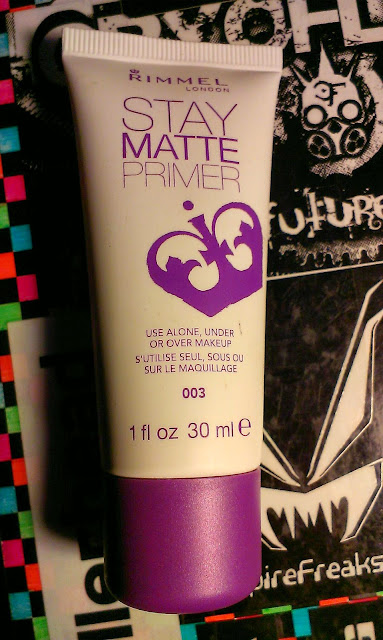 RIMMEL
LONDON
STAY
MATTE
PRIMER
USE ALONE, UNDER
OR OVER MAKEUP
S'UTILISE SEUL, SOUS OU
SUR LE MAQUILLAGE
003
1 fl oz 30 ml e
future
pireFreaks